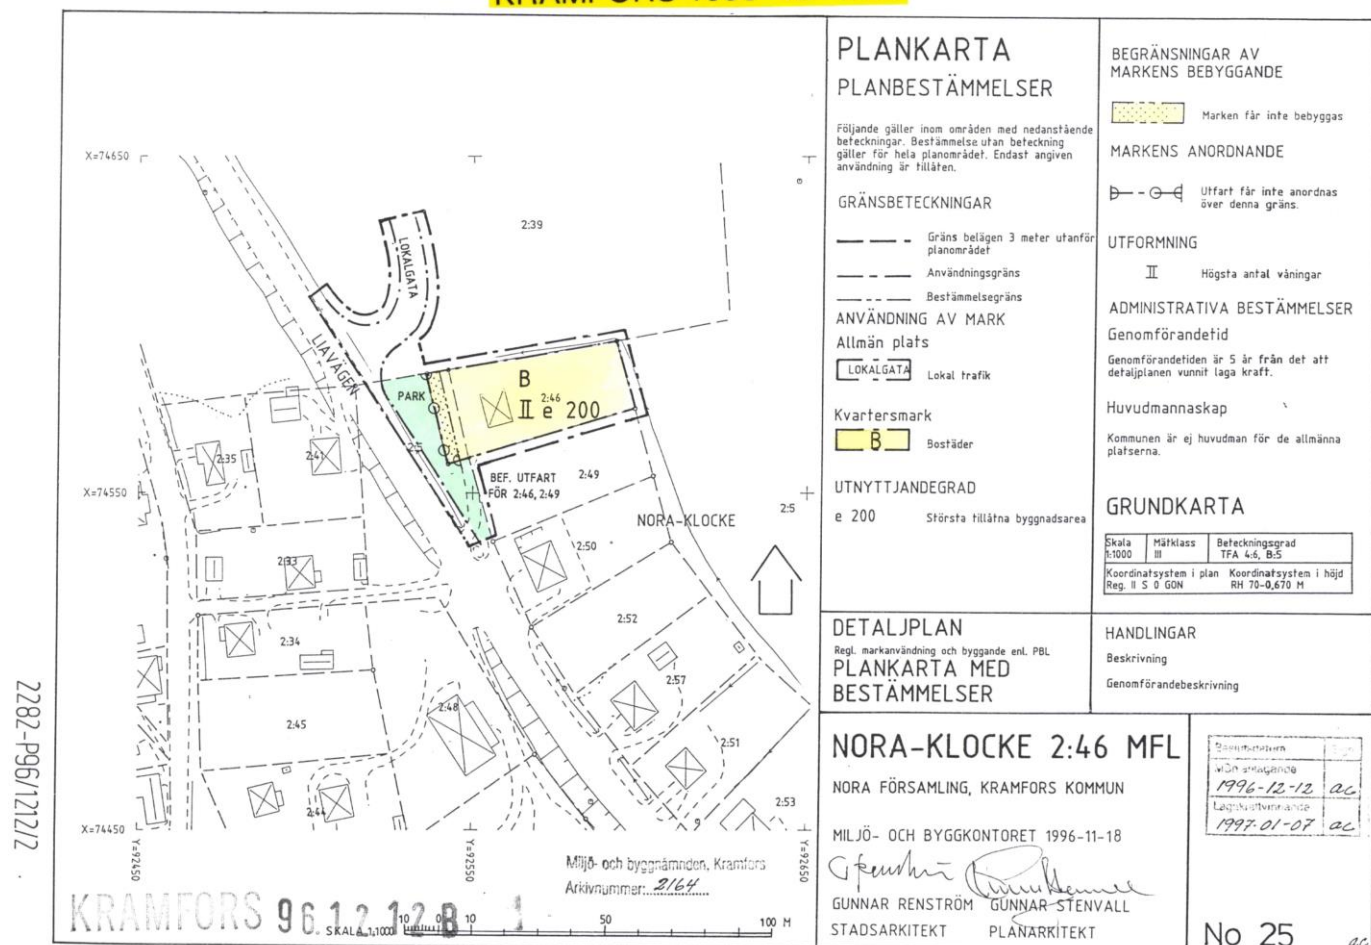 KRAMFORS
X=74650
X=74550
X=74450
Y=92450
Y=92550
Y=92650
2:39
LOKALGATA
LIAVÄGEN
PARK
B
2:46
II e 200
2:5
BEF. UTFART
FÖR 2:46, 2:49
2:49
NORA-KLOCKE
2:5
2:35
2:41
2:50
2:33
2:52
2:34
2:57
2:45
2:48
2:51
2:44
2:53
2282-P96/1212/2
Miljö- och byggnämnden, Kramfors
Arkivnummer: 2164
KRAMFORS 96.12.12 B 1
SKALA 1:1000
10 0 10 50 100 M
PLANKARTA
PLANBESTÄMMELSER
Följande gäller inom områden med nedanstående
beteckningar. Bestämmelse utan beteckning
gäller för hela planområdet. Endast angiven
användning är tillåten.
GRÄNSBETECKNINGAR
Gräns belägen 3 meter utanför
planområdet
Användningsgräns
Bestämmelsegräns
ANVÄNDNING AV MARK
Allmän plats
LOKALGATA Lokal trafik
Kvartersmark
B Bostäder
UTNYTTJANDEGRAD
e 200 Största tillåtna byggnadsarea
BEGRÄNSNINGAR AV
MARKENS BEBYGGANDE
Marken får inte bebyggas
MARKENS ANORDNANDE
Utfart får inte anordnas
över denna gräns.
UTFORMNING
II Högsta antal våningar
ADMINISTRATIVA BESTÄMMELSER
Genomförandetid
Genomförandetiden är 5 år från det att
detaljplanen vunnit laga kraft.
Huvudmannaskap
Kommunen är ej huvudman för de allmänna
platserna.
GRUNDKARTA
Skala
1:1000
Mätklass
III
Beteckningsgrad
TFA 4:6, B:5
Koordinatsystem i plan
Reg. II S 0 GON
Koordinatsystem i höjd
RH 70-0,670 M
DETALJPLAN
Regl. markanvändning och byggande enl. PBL
PLANKARTA MED
BESTÄMMELSER
HANDLINGAR
Beskrivning
Genomförandebeskrivning
NORA-KLOCKE 2:46 MFL
NORA FÖRSAMLING, KRAMFORS KOMMUN
MILJÖ- OCH BYGGKONTORET 1996-11-18
GUNNAR RENSTRÖM
STADSARKITEKT
GUNNAR STENVALL
PLANARKITEKT
1996-12-12 ac
1997-01-07 ac
No 25